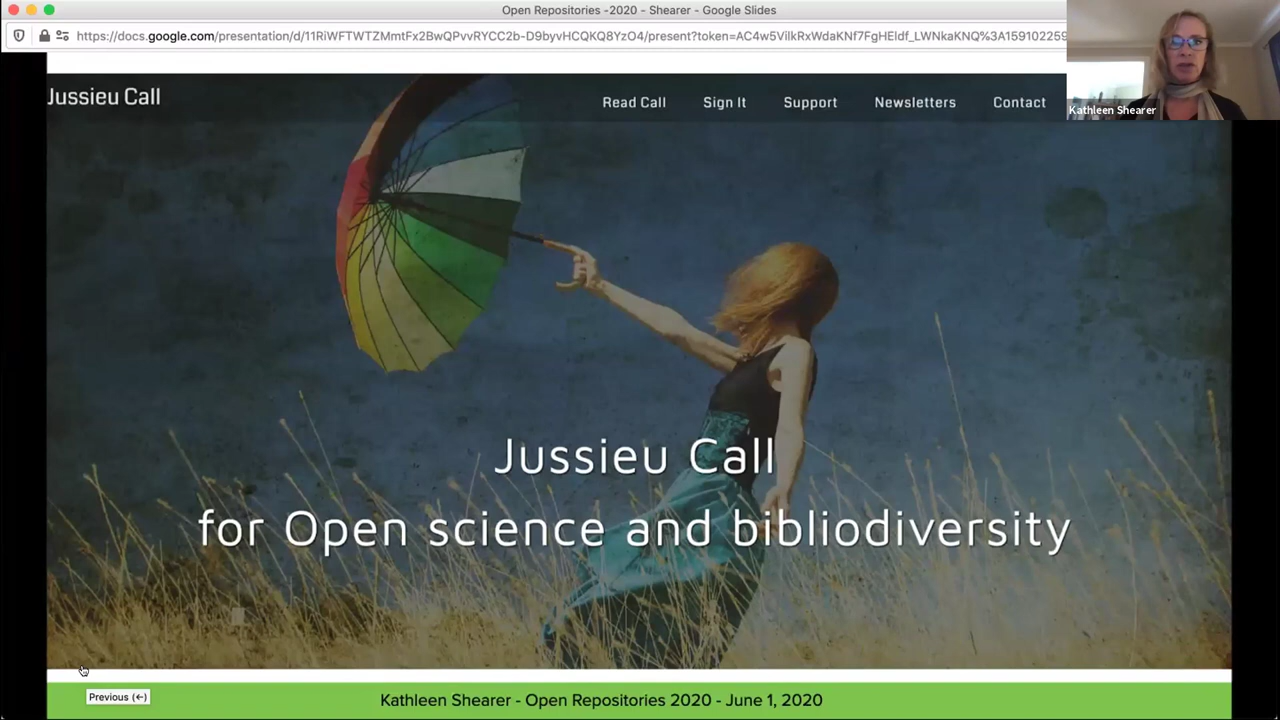 Open Repositories -2020 - Shearer - Google Slides
https://docs.google.com/presentation/d/11RiWFTWTZMmtFx2BwQPvvRYCC2b-D9byvHCQKQ8YzO4/present?token=AC4w5VilkRxWdaKNf7FgHEldf_LWNkaKNQ%3A159102259
Kathleen Shearer
Jussieu Call
Read Call Sign It Support Newsletters Contact
Jussieu Call
for Open science and bibliodiversity
Previous (←)
Kathleen Shearer - Open Repositories 2020 - June 1, 2020